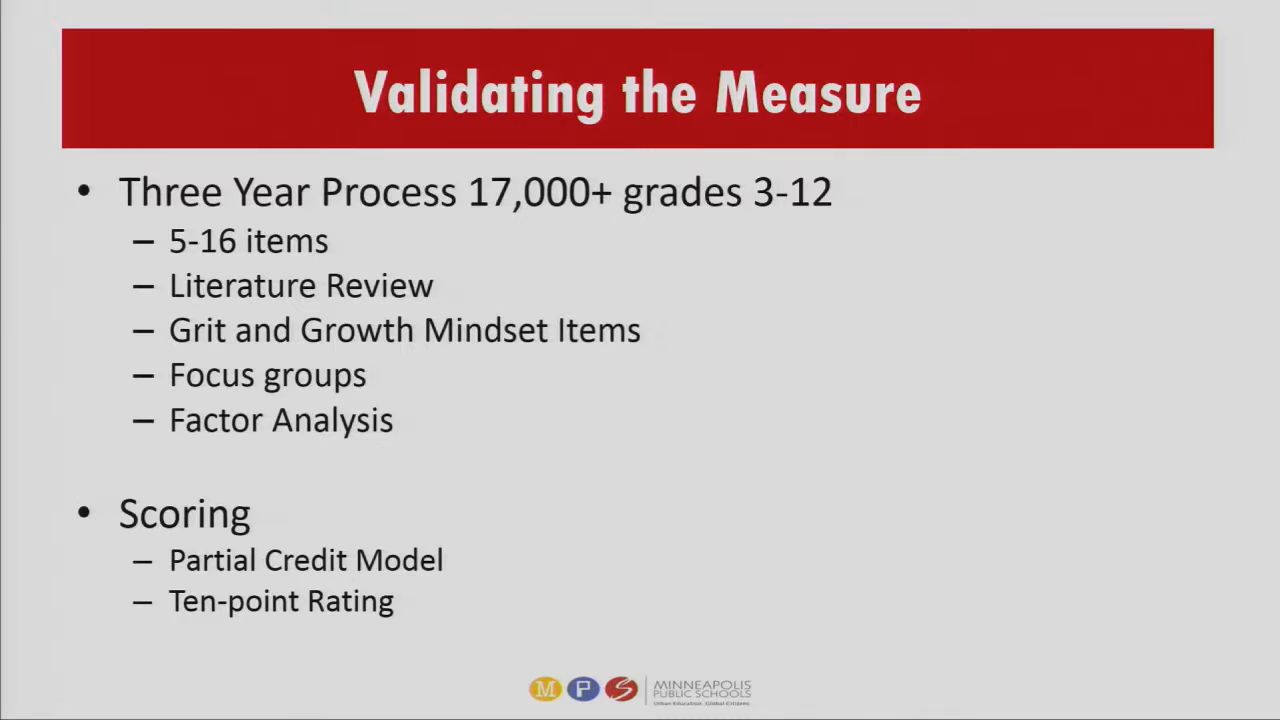 Validating the Measure
• Three Year Process 17,000+ grades 3-12
– 5-16 items
– Literature Review
– Grit and Growth Mindset Items
– Focus groups
– Factor Analysis
• Scoring
– Partial Credit Model
– Ten-point Rating
M P S
MINNEAPOLIS
PUBLIC SCHOOLS
Urban Education. Global Citizens.